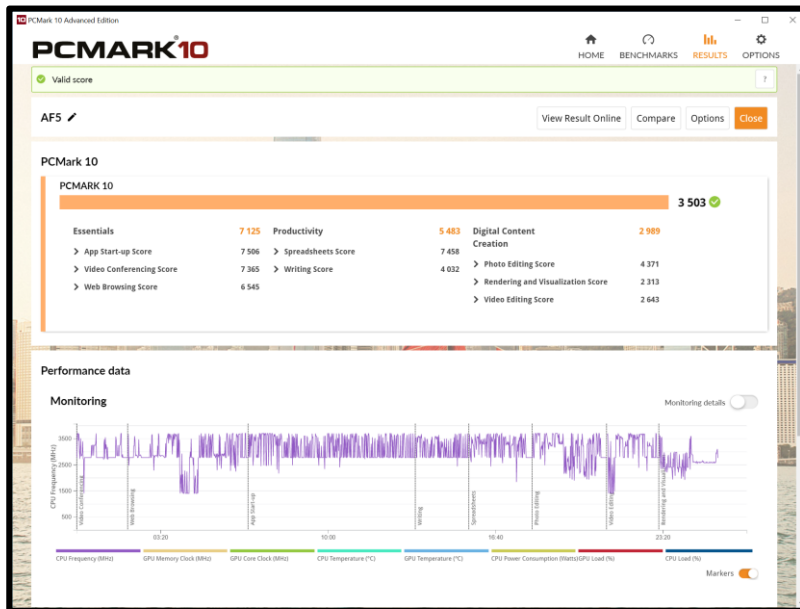 10 PCMark 10 Advanced Edition
PCMARK 10
HOME BENCHMARKS RESULTS OPTIONS
Valid score ?
AF5 View Result Online Compare Options Close
PCMark 10
PCMARK 10
3 503
Essentials 7 125 Productivity 5 483 Digital Content Creation 2 989
App Start-up Score 7 506 Spreadsheets Score 7 458 Photo Editing Score 4 371
Video Conferencing Score 7 365 Writing Score 4 032 Rendering and Visualization Score 2 313
Web Browsing Score 6 545 Video Editing Score 2 643
Performance data
Monitoring Monitoring details
CPU Frequency (MHz)
3500
2500
1500
500
Video Conferencing
Web Browsing
App Start-up
Writing
Spreadsheets
Photo Editing
Video Editing
Rendering and Visual
03:20 10:00 16:40 23:20
CPU Frequency (MHz) GPU Memory Clock (MHz) GPU Core Clock (MHz) CPU Temperature (°C) GPU Temperature (°C) CPU Power Consumption (Watts) GPU Load (%) CPU Load (%)
Markers